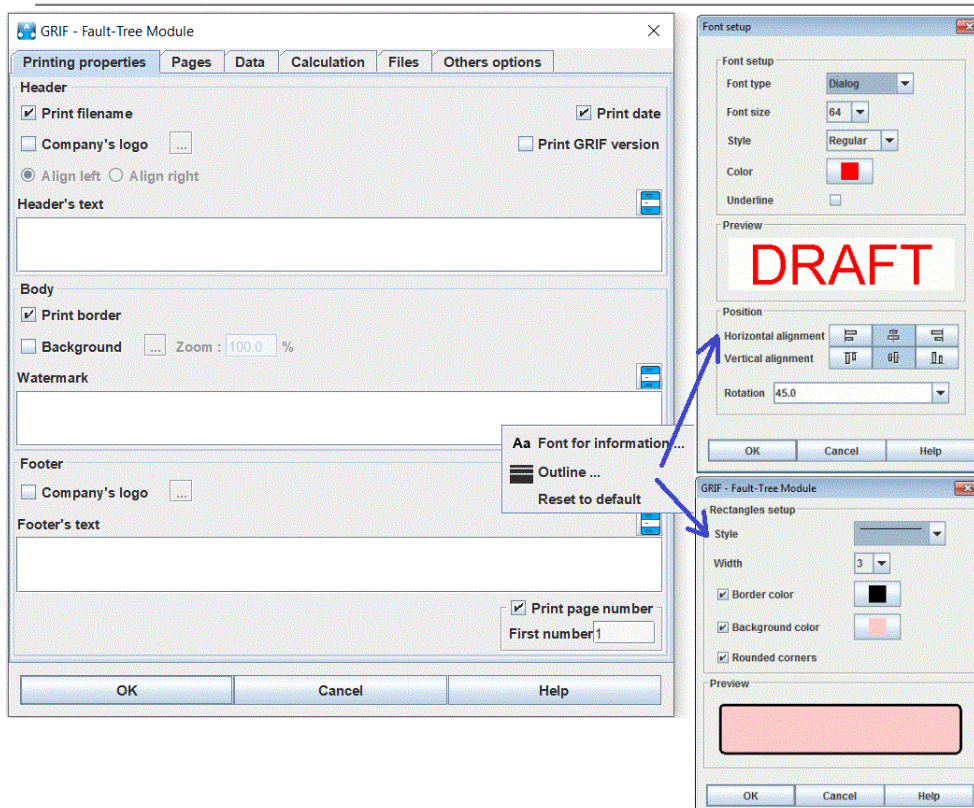 GRIF - Fault-Tree Module
Printing properties Pages Data Calculation Files Others options
Header
Print filename Print date
Company's logo ... Print GRIF version
Align left Align right
Header's text
Body
Print border
Background ... Zoom : 100.0 %
Watermark
Aa Font for information ...
Outline ...
Reset to default
Footer
Company's logo ...
Footer's text
Print page number
First number 1
OK Cancel Help
Font setup
Font setup
Font type Dialog
Font size 64
Style Regular
Color
Underline
Preview
DRAFT
Position
Horizontal alignment
Vertical alignment
Rotation 45.0
OK Cancel Help
GRIF - Fault-Tree Module
Rectangles setup
Style
Width 3
Border color
Background color
Rounded corners
Preview
OK Cancel Help